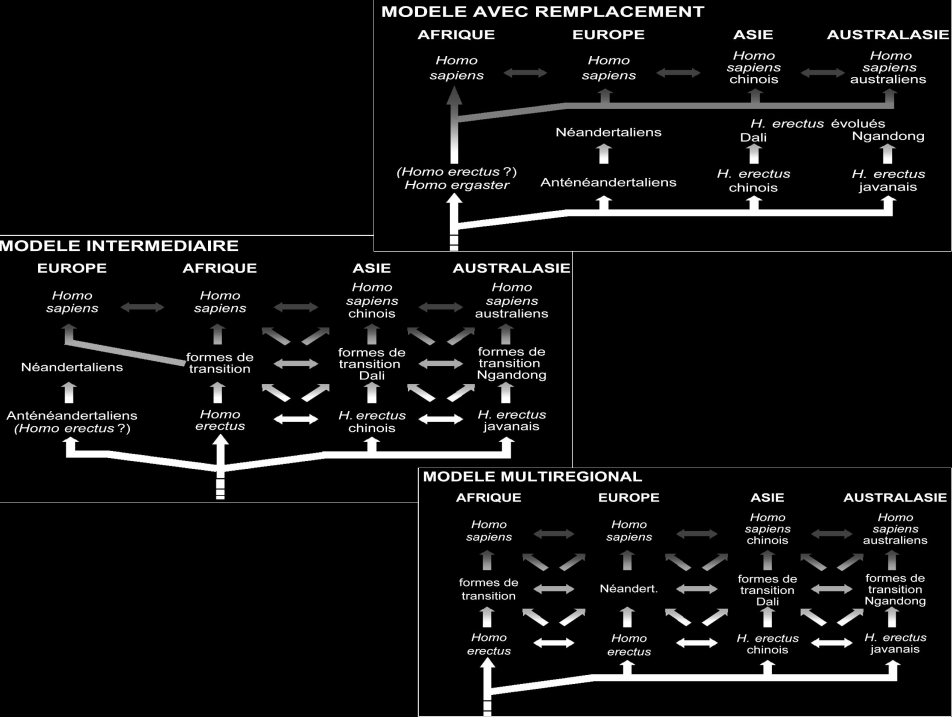 MODELE AVEC REMPLACEMENT
AFRIQUE EUROPE ASIE AUSTRALASIE
Homo sapiens
Homo sapiens
Homo sapiens chinois
Homo sapiens australiens
Néandertaliens
H. erectus évolués
Dali
Ngandong
(Homo erectus ?)
Homo ergaster
Anténéandertaliens
H. erectus
chinois
H. erectus
javanais
MODELE INTERMEDIAIRE
EUROPE AFRIQUE ASIE AUSTRALASIE
Homo
sapiens
Homo
sapiens
Homo
sapiens
chinois
Homo
sapiens
australiens
Néandertaliens
formes de
transition
formes de
transition
Dali
formes de
transition
Ngandong
Anténéandertaliens
(Homo erectus ?)
Homo
erectus
H. erectus
chinois
H. erectus
javanais
MODELE MULTIREGIONAL
AFRIQUE EUROPE ASIE AUSTRALASIE
Homo
sapiens
Homo
sapiens
Homo
sapiens
chinois
Homo
sapiens
australiens
formes de
transition
Néandert.
formes de
transition
Dali
formes de
transition
Ngandong
Homo
erectus
Homo
erectus
H. erectus
chinois
H. erectus
javanais